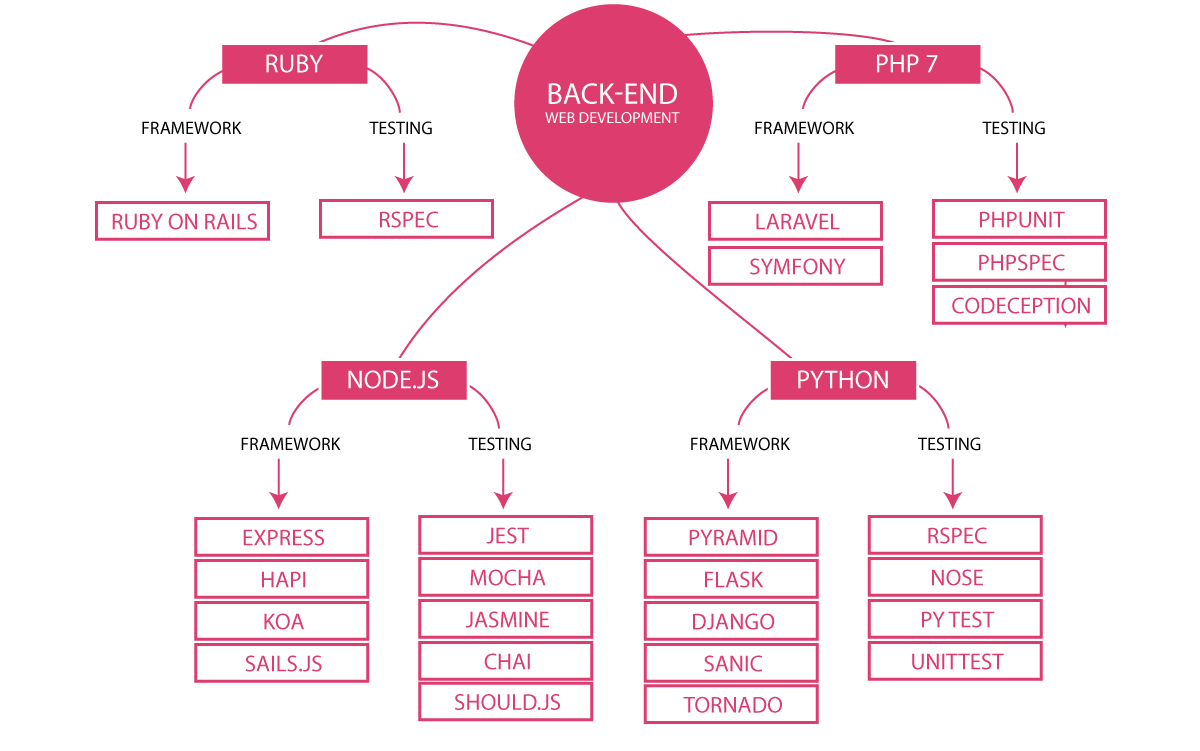 BACK-END
WEB DEVELOPMENT
RUBY
FRAMEWORK
TESTING
RUBY ON RAILS
RSPEC
PHP 7
FRAMEWORK
TESTING
LARAVEL
SYMFONY
PHPUNIT
PHPSPEC
CODECEPTION
NODE.JS
FRAMEWORK
TESTING
EXPRESS
HAPI
KOA
SAILS.JS
JEST
MOCHA
JASMINE
CHAI
SHOULD.JS
PYTHON
FRAMEWORK
TESTING
PYRAMID
FLASK
DJANGO
SANIC
TORNADO
RSPEC
NOSE
PY TEST
UNITTEST